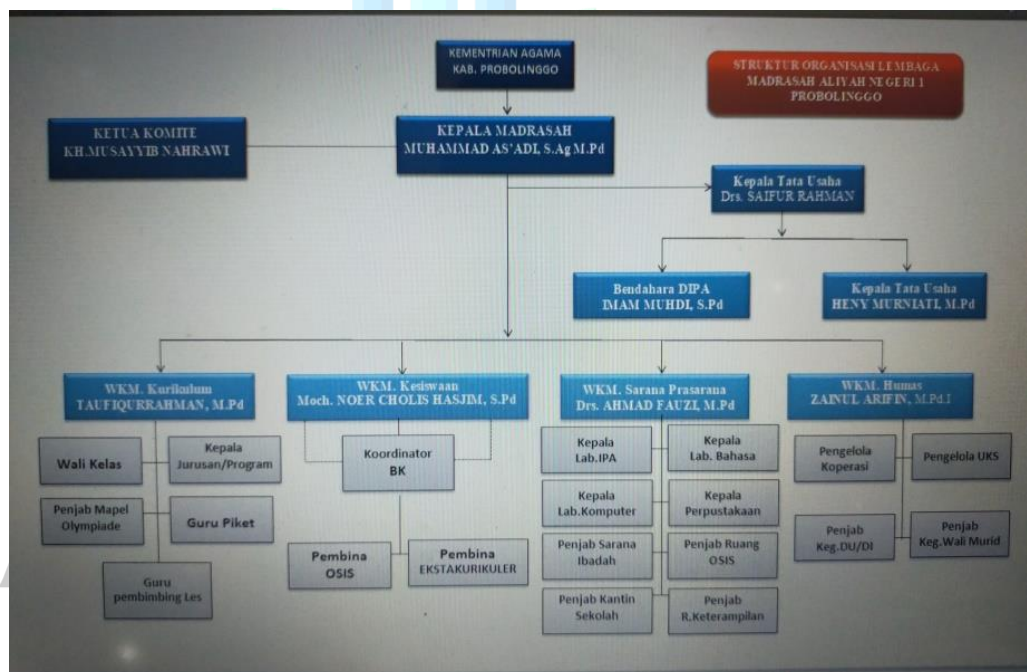 KEMENTRIAN AGAMA
KAB. PROBOLINGGO
STRUKTUR ORGANISASI LEMBAGA
MADRASAH ALIYAH NEGERI 1
PROBOLINGGO
KETUA KOMITE
KH.MUSAYYIB NAHRAWI
KEPALA MADRASAH
MUHAMMAD AS'ADI, S.Ag M.Pd
Kepala Tata Usaha
Drs. SAIFUR RAHMAN
Bendahara DIPA
IMAM MUHDI, S.Pd
Kepala Tata Usaha
HENY MURNIATI, M.Pd
WKM. Kurikulum
TAUFIQURRAHMAN, M.Pd
WKM. Kesiswaan
Moch. NOER CHOLIS HASJIM, S.Pd
WKM. Sarana Prasarana
Drs. AHMAD FAUZI, M.Pd
WKM. Humas
ZAINUL ARIFIN, M.Pd.I
Wali Kelas
Kepala
Jurusan/Program
Penjab Mapel
Olympiade
Guru Piket
Guru
pembimbing Les
Koordinator
BK
Pembina
OSIS
Pembina
EKSTAKURIKULER
Kepala
Lab.IPA
Kepala
Lab. Bahasa
Kepala
Lab.Komputer
Kepala
Perpustakaan
Penjab Sarana
Ibadah
Penjab Ruang
OSIS
Penjab Kantin
Sekolah
Penjab
R.Keterampilan
Pengelola
Koperasi
Pengelola UKS
Penjab
Keg.DU/DI
Penjab
Keg.Wali Murid